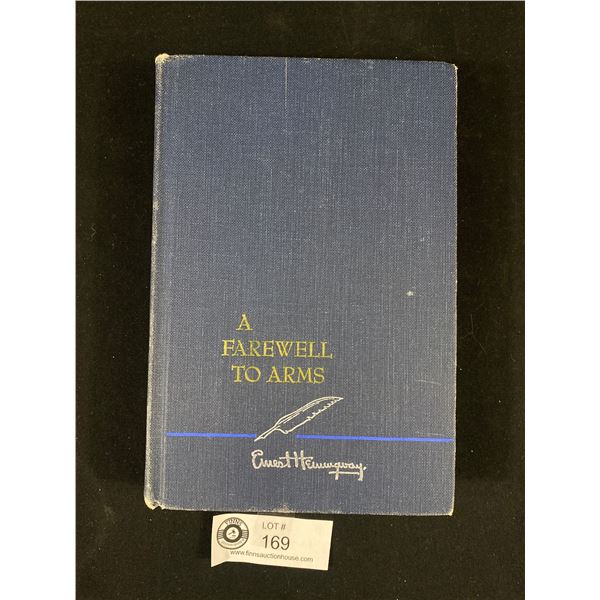 A
FAREWELL
TO ARMS
Ernest Hemingway.
LOT #
169
www.finnsauctionhouse.com